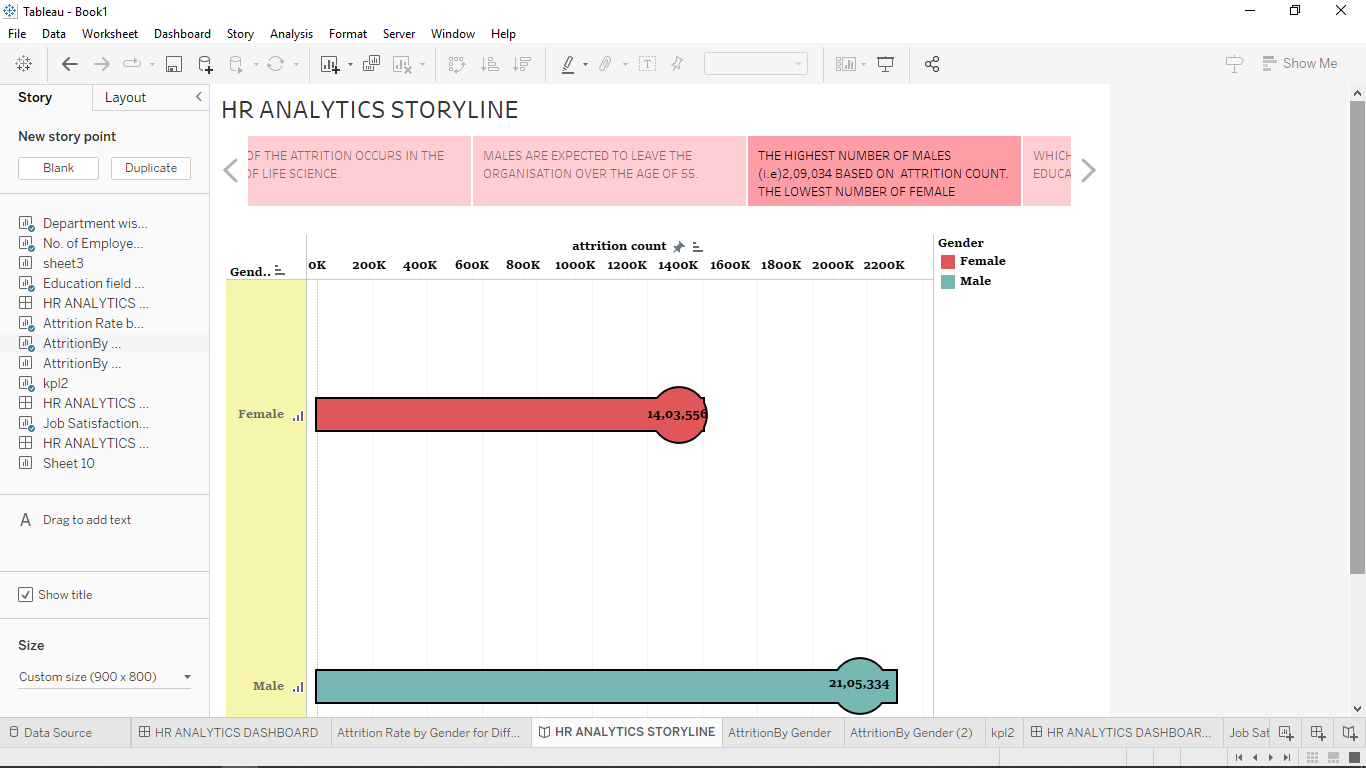 Tableau - Book1
File Data Worksheet Dashboard Story Analysis Format Server Window Help
Show Me
Story Layout
New story point
Blank Duplicate
Department wis...
No. of Employe...
sheet3
Education field ...
HR ANALYTICS ...
Attrition Rate b...
AttritionBy ...
AttritionBy ...
kpl2
HR ANALYTICS ...
Job Satisfaction...
HR ANALYTICS ...
Sheet 10
A Drag to add text
Show title
Size
Custom size (900 x 800)
HR ANALYTICS STORYLINE
OF THE ATTRITION OCCURS IN THE
OF LIFE SCIENCE.
MALES ARE EXPECTED TO LEAVE THE
ORGANISATION OVER THE AGE OF 55.
THE HIGHEST NUMBER OF MALES
(i.e)2,09,034 BASED ON ATTRITION COUNT.
THE LOWEST NUMBER OF FEMALE
WHICH
EDUCA
attrition count
Gend..
0K 200K 400K 600K 800K 1000K 1200K 1400K 1600K 1800K 2000K 2200K
Female
14,03,556
Male
21,05,334
Gender
Female
Male
Data Source HR ANALYTICS DASHBOARD Attrition Rate by Gender for Diff... HR ANALYTICS STORYLINE AttritionBy Gender AttritionBy Gender (2) kpl2 HR ANALYTICS DASHBOAR... Job Sat